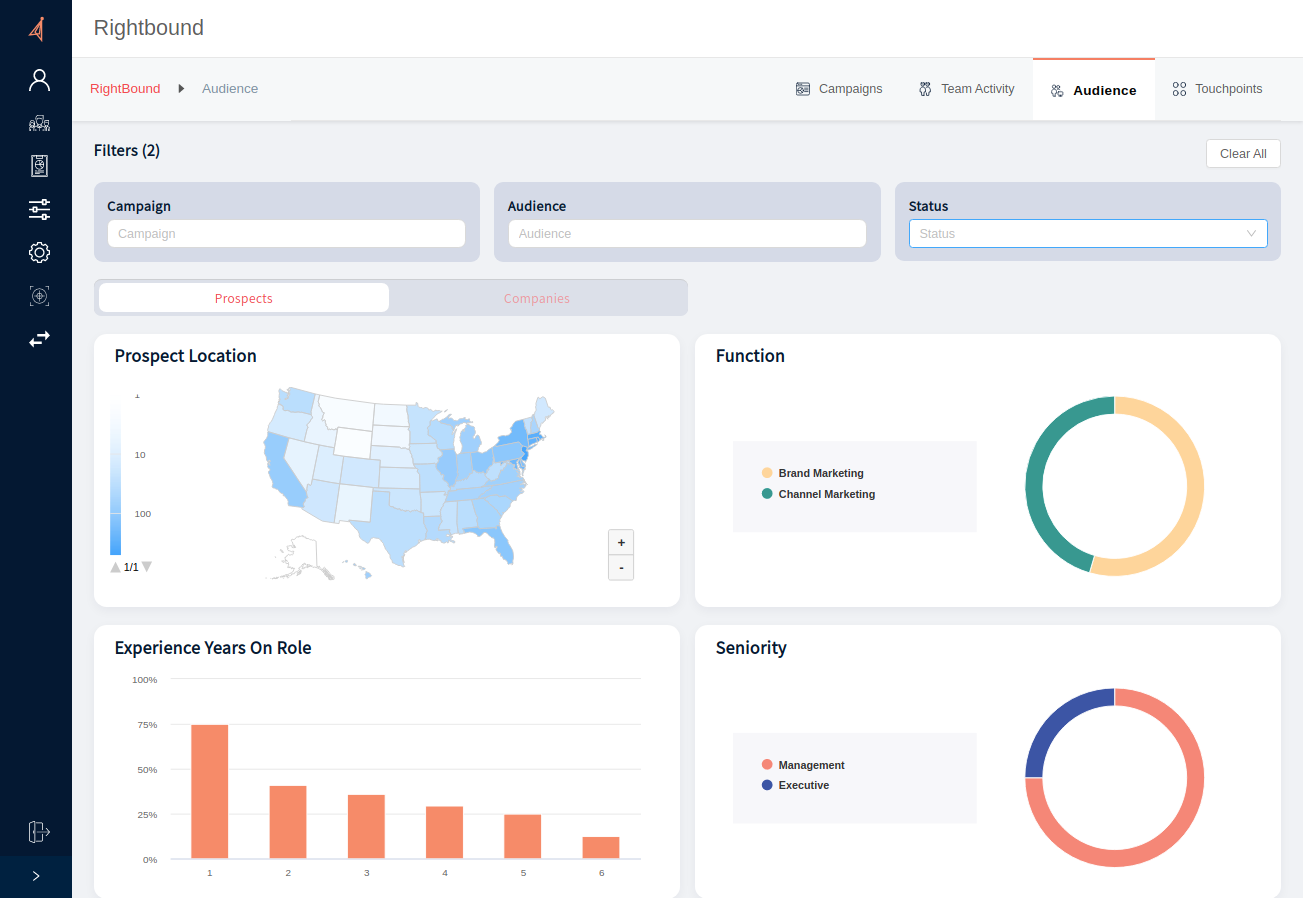 Rightbound
RightBound Audience
Campaigns Team Activity Audience Touchpoints
Filters (2)
Clear All
Campaign
Campaign
Audience
Audience
Status
Status
Prospects Companies
Prospect Location
1
10
100
1/1
+
-
Function
Brand Marketing
Channel Marketing
Experience Years On Role
100%
75%
50%
25%
0%
1 2 3 4 5 6
Seniority
Management
Executive